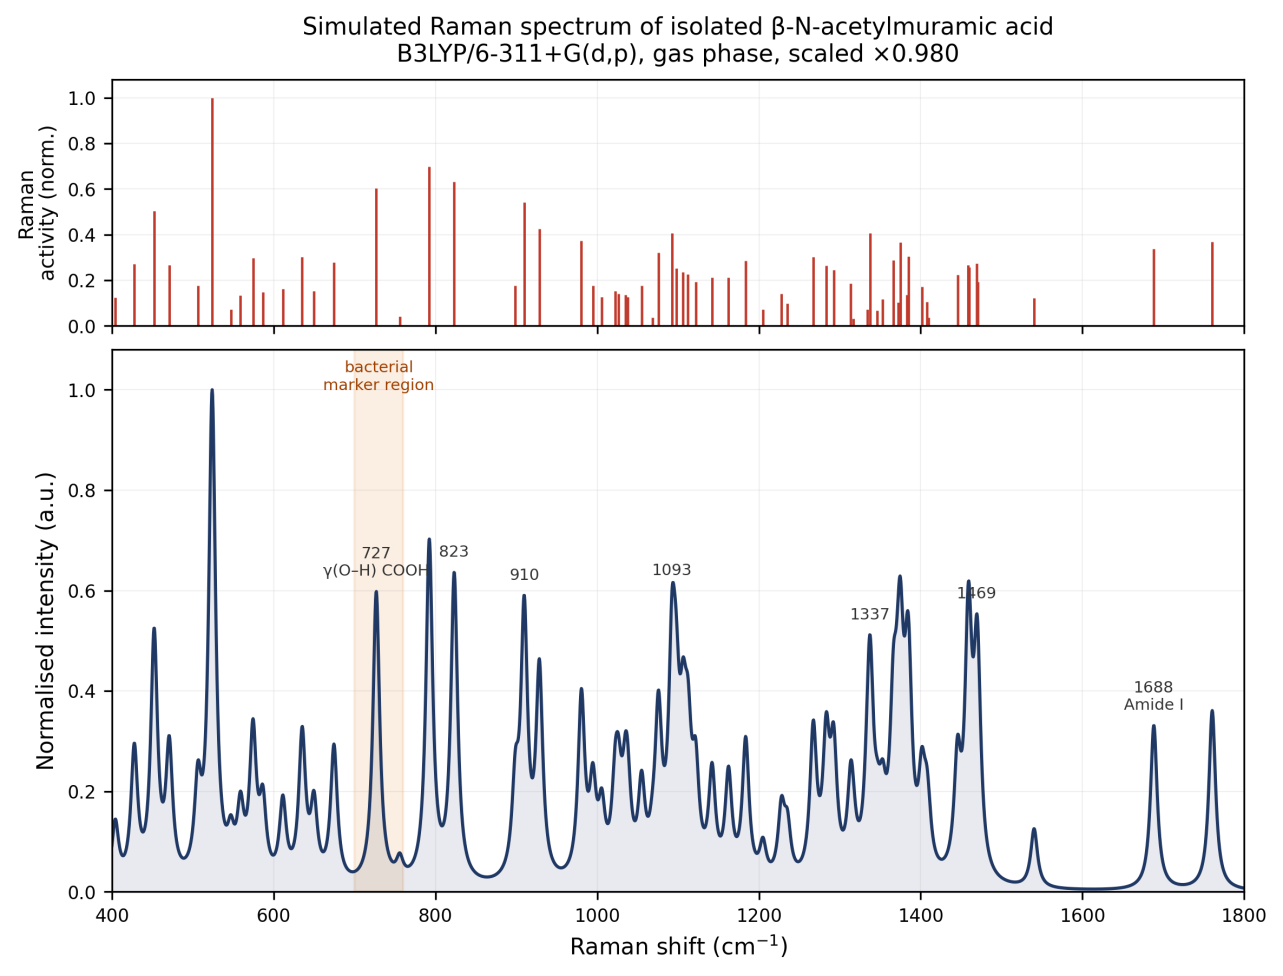 Simulated Raman spectrum of isolated β-N-acetylmuramic acid
B3LYP/6-311+G(d,p), gas phase, scaled ×0.980
Raman
activity (norm.)
1.0
0.8
0.6
0.4
0.2
0.0
bacterial
marker region
Normalised intensity (a.u.)
1.0
0.8
0.6
0.4
0.2
0.0
727
γ(O–H) COOH
823
910
1093
1337
1469
1688
Amide I
400
600
800
1000
1200
1400
1600
1800
Raman shift (cm⁻¹)